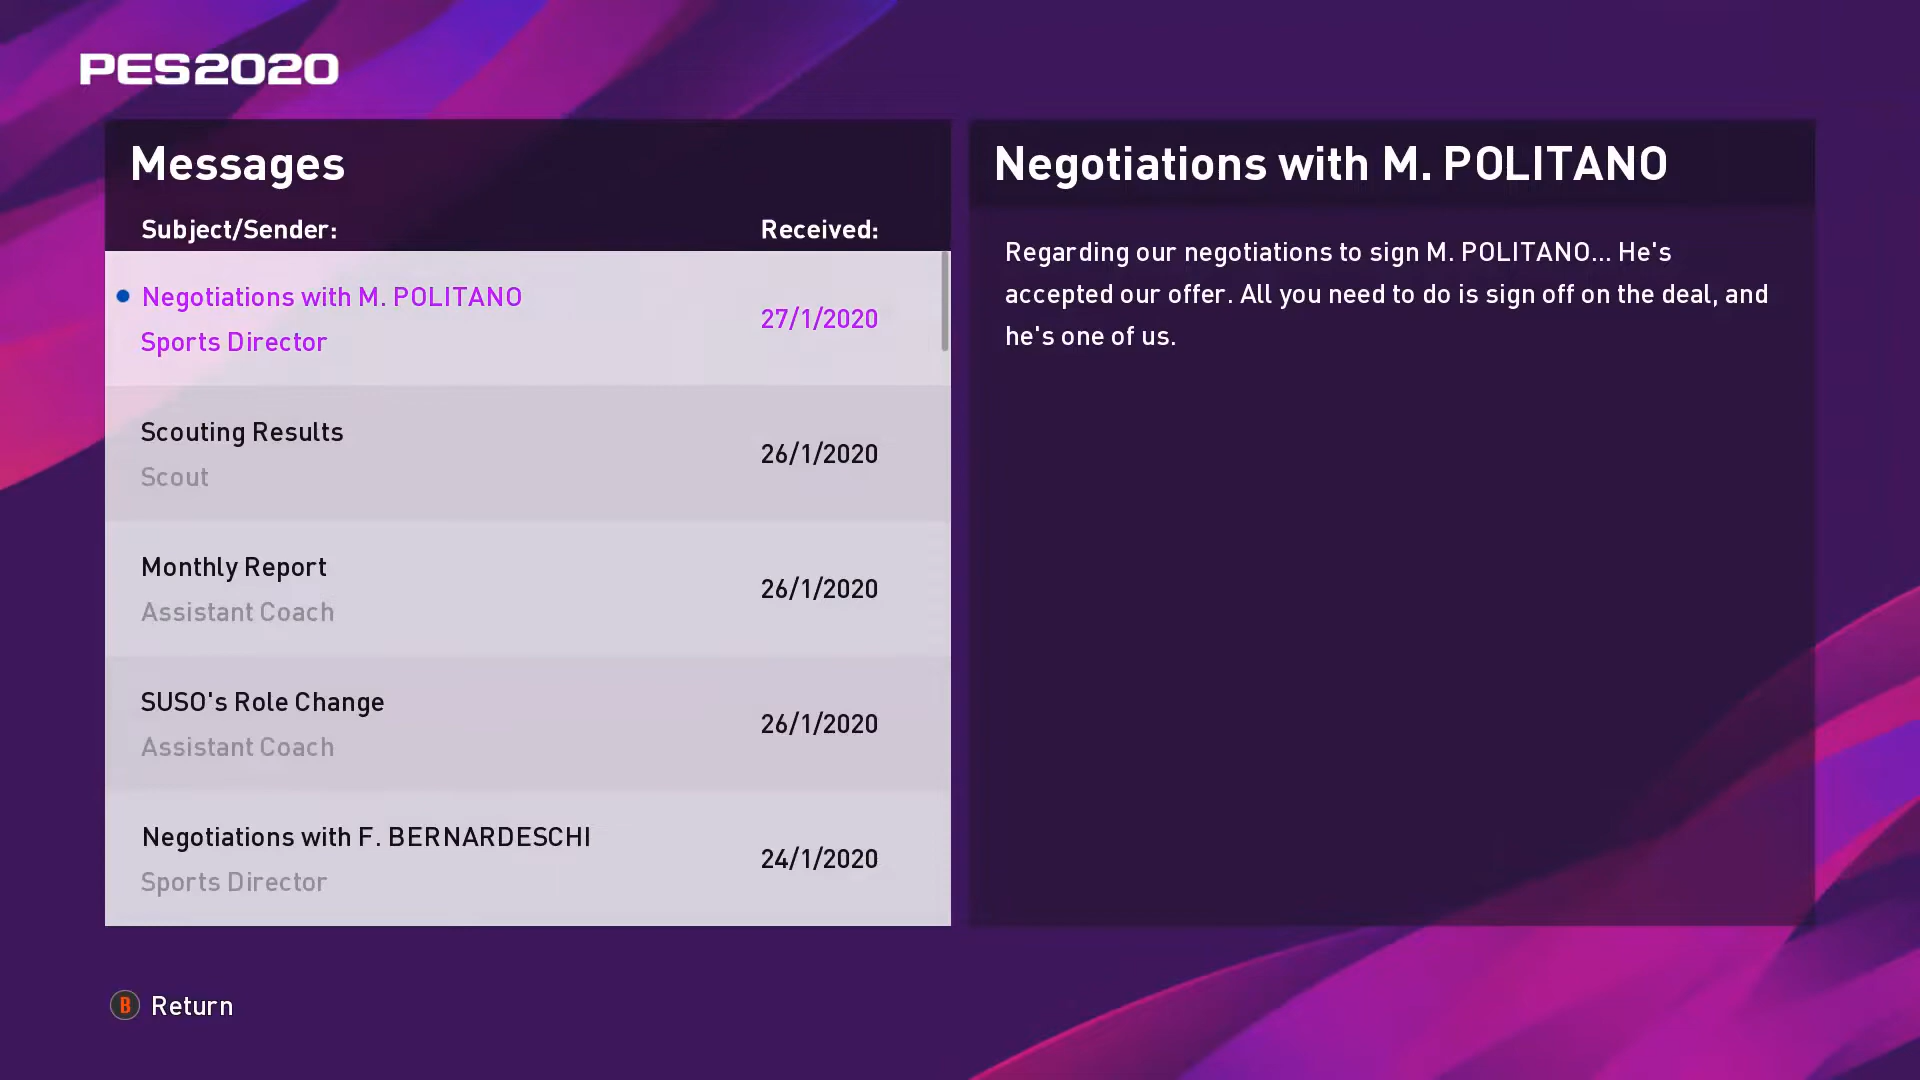 PES2020
Messages
Subject/Sender: Received:
Negotiations with M. POLITANO
Sports Director
27/1/2020
Scouting Results
Scout
26/1/2020
Monthly Report
Assistant Coach
26/1/2020
SUSO's Role Change
Assistant Coach
26/1/2020
Negotiations with F. BERNARDESCHI
Sports Director
24/1/2020
Negotiations with M. POLITANO
Regarding our negotiations to sign M. POLITANO... He's
accepted our offer. All you need to do is sign off on the deal, and
he's one of us.
B Return